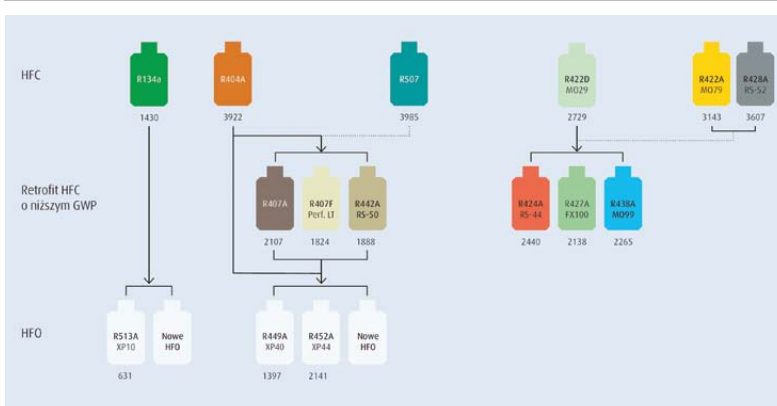 HFC
R134a
1430
R404A
3922
R507
3985
R422D
MO29
2729
R422A
MO79
3143
R428A
RS-52
3607
Retrofit HFC
o niższym GWP
R407A
2107
R407F
Perf. LT
1824
R442A
RS-50
1888
R424A
RS-44
2440
R427A
FX100
2138
R438A
MO99
2265
HFO
R513A
XP10
631
Nowe
HFO
R449A
XP40
1397
R452A
XP44
2141
Nowe
HFO